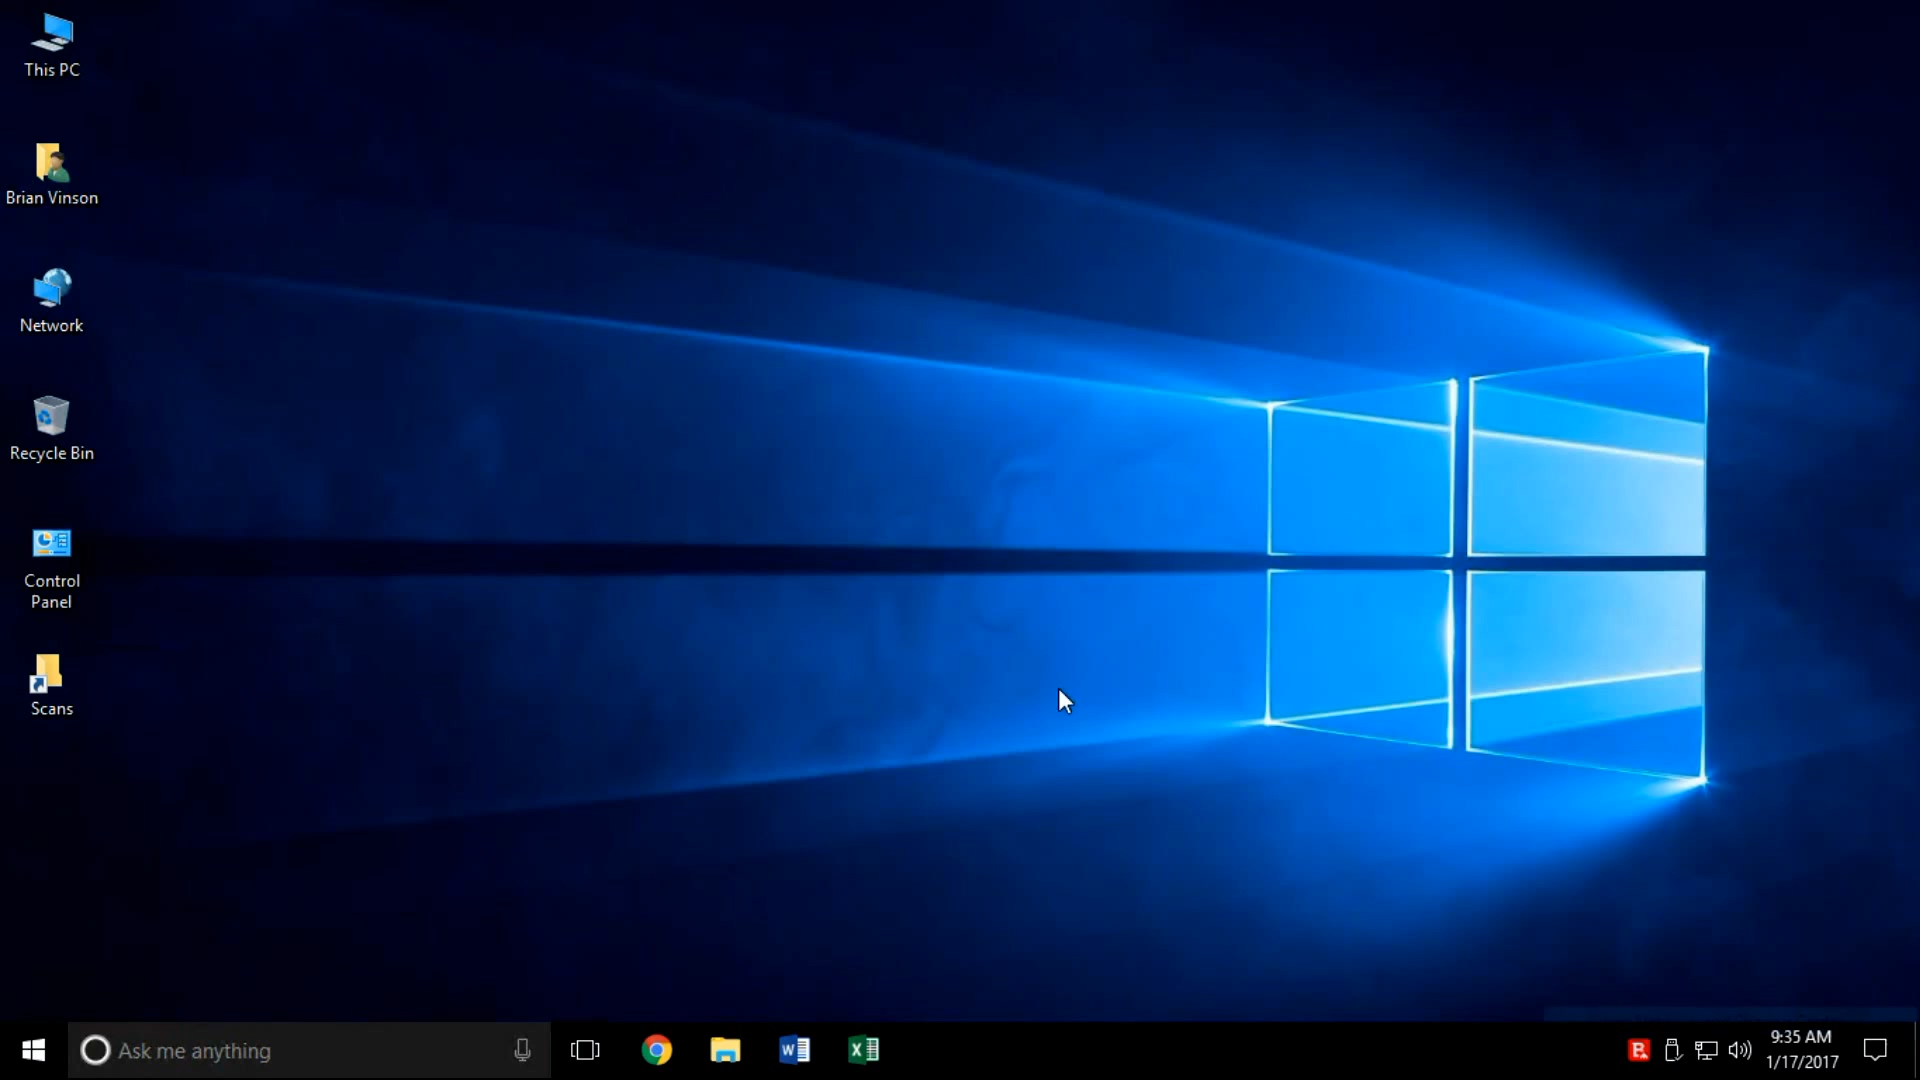 This PC
Brian Vinson
Network
Recycle Bin
Control
Panel
Scans
Ask me anything
9:35 AM
1/17/2017